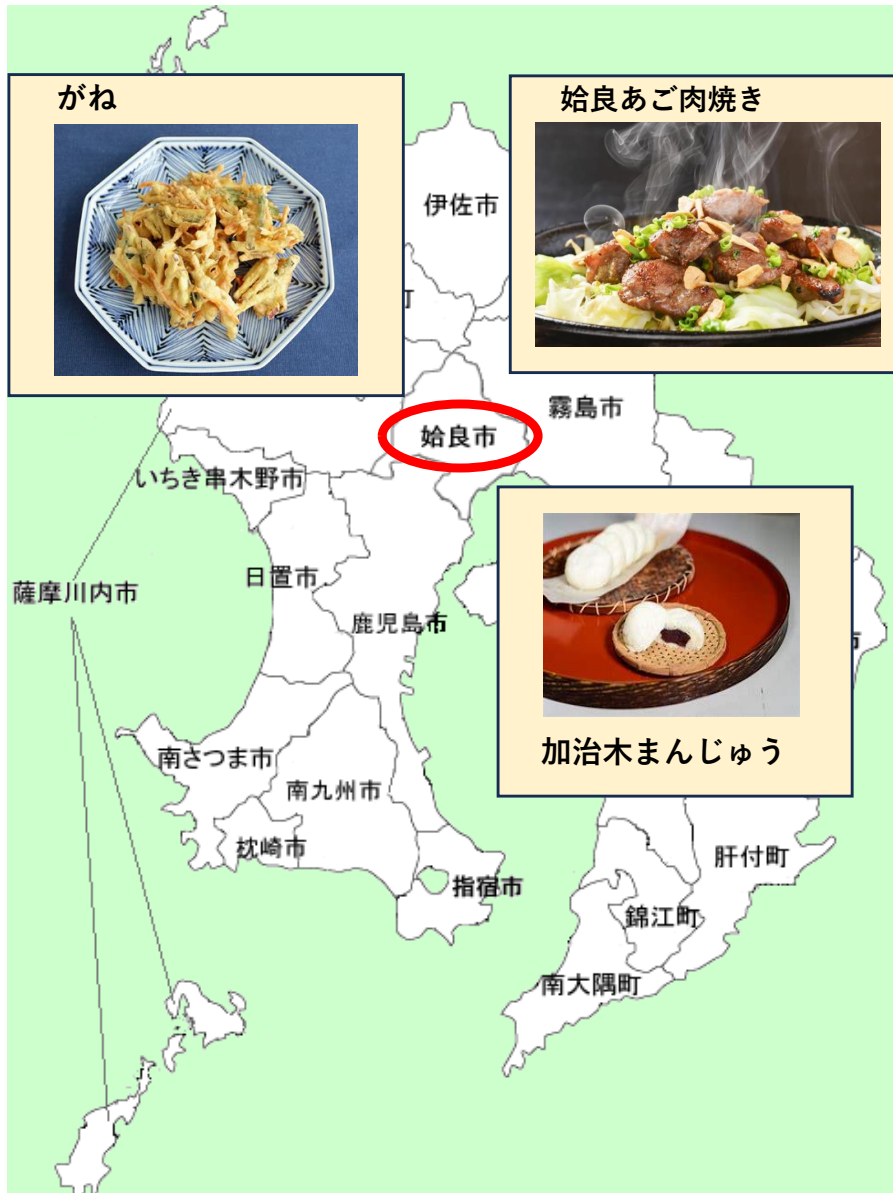 がね
姶良あご肉焼き
伊佐市
町
霧島市
姶良市
いちき串木野市
日置市
薩摩川内市
鹿児島市
市
加治木まんじゅう
南さつま市
南九州市
枕崎市
肝付町
指宿市
錦江町
南大隅町